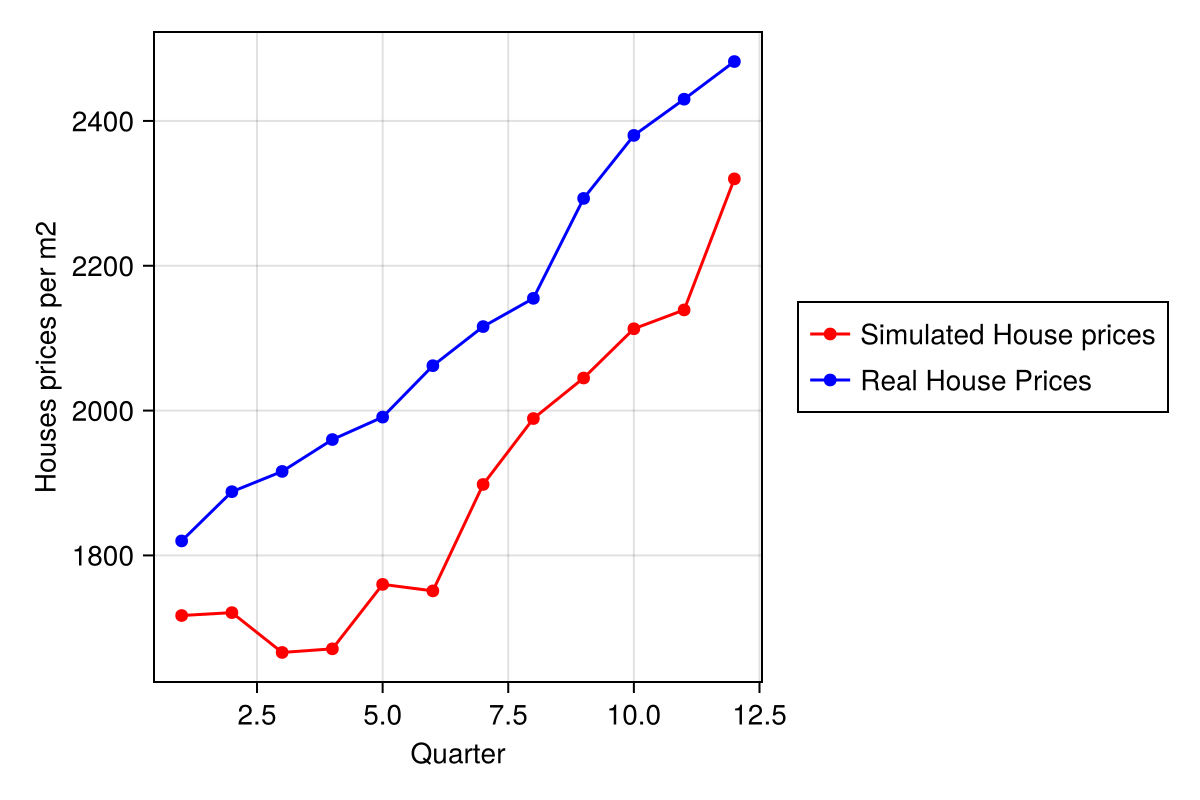 2400
2200
2000
1800
Houses prices per m2
2.5 5.0 7.5 10.0 12.5
Quarter
Simulated House prices
Real House Prices